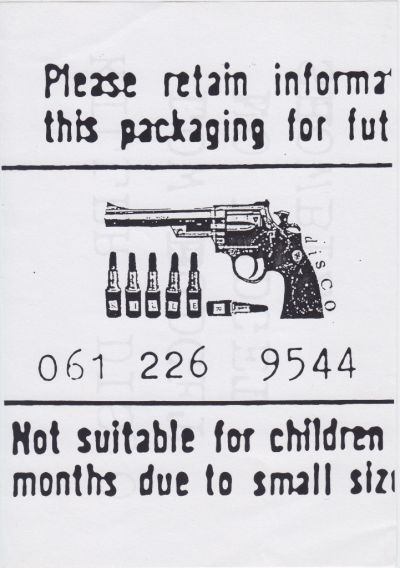 Please retain informa
this packaging for fut
disco
061 226 9544
Not suitable for children
months due to small siz